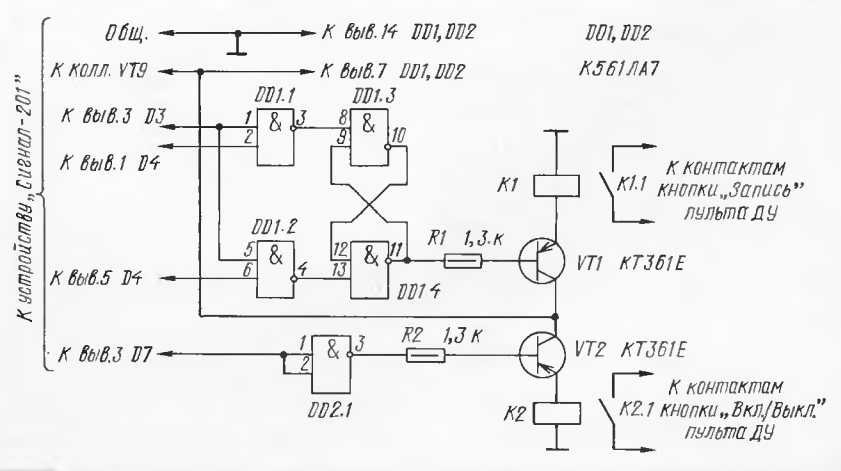 Общ.
К выв.14 DD1, DD2
К колл. VT9
К выв.7 DD1, DD2
DD1, DD2
К561ЛА7
К устройству „Сигнал-201”
К выв.3 D3
К выв.1 D4
DD1.1
1
2
&
3
DD1.3
8
9
&
10
К1
К1.1
К контактам
кнопки „Запись”
пульта ДУ
DD1.2
5
6
&
4
К выв.5 D4
12
13
&
11
DD1.4
R1 1,3 к
VT1 КТ361Е
К выв.3 D7
1
2
&
3
DD2.1
R2 1,3 к
VT2 КТ361Е
К2
К2.1
К контактам
кнопки „Вкл./Выкл.”
пульта ДУ